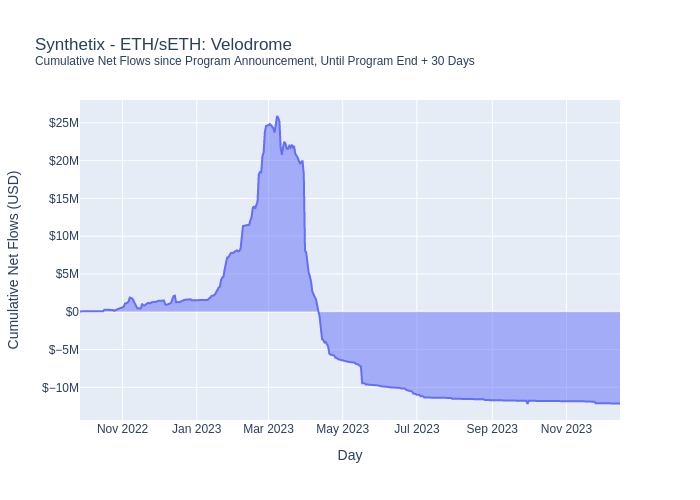 Synthetix - ETH/sETH: Velodrome
Cumulative Net Flows since Program Announcement, Until Program End + 30 Days
Cumulative Net Flows (USD)
$25M
$20M
$15M
$10M
$5M
$0
$−5M
$−10M
Nov 2022 Jan 2023 Mar 2023 May 2023 Jul 2023 Sep 2023 Nov 2023
Day